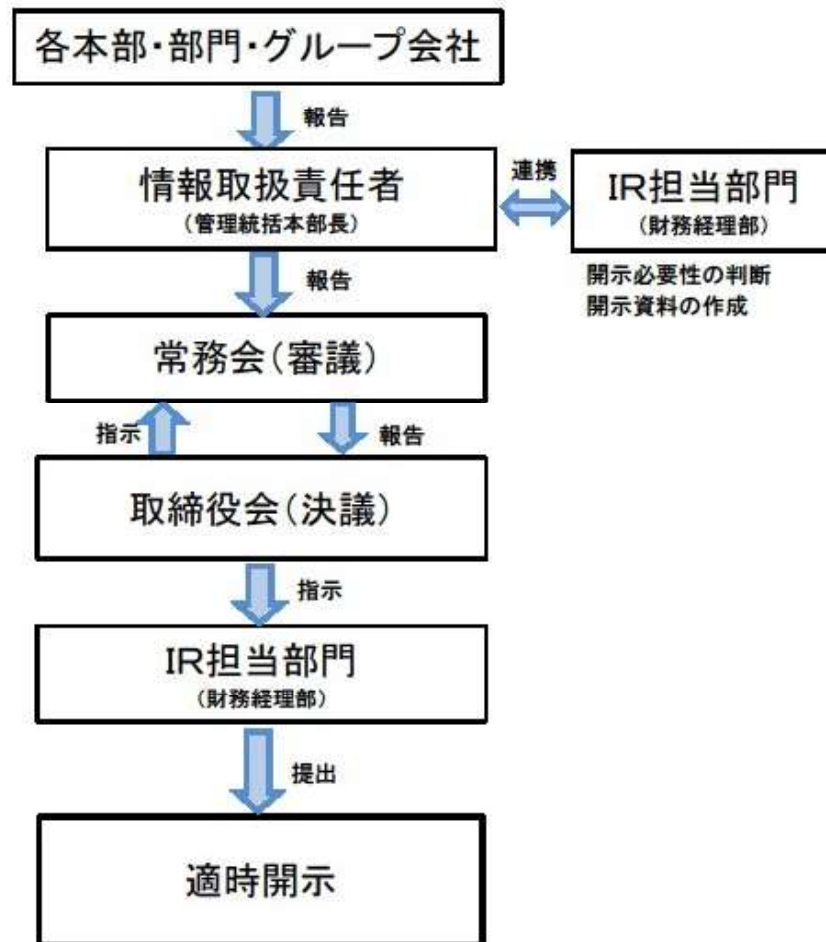 各本部・部門・グループ会社
報告
情報取扱責任者
（管理統括本部長）
連携
IR担当部門
（財務経理部）
開示必要性の判断
開示資料の作成
報告
常務会（審議）
指示
報告
取締役会（決議）
指示
IR担当部門
（財務経理部）
提出
適時開示